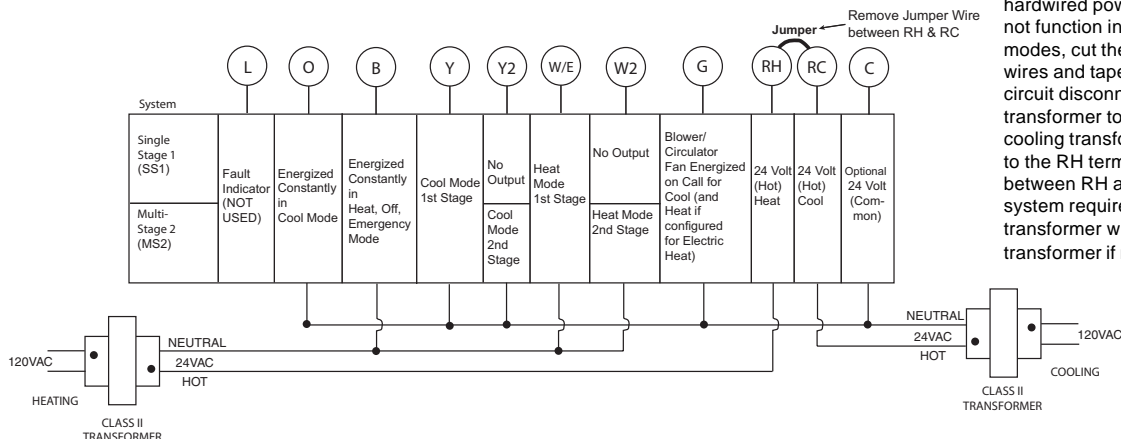 hardwired pow
not function in
modes, cut the
wires and tape
circuit disconn
transformer to
cooling transfo
to the RH term
between RH a
system require
transformer w
transformer if
Remove Jumper Wire
between RH & RC
Jumper
L
O
B
Y
Y2
W/E
W2
G
RH
RC
C
System
Single
Stage 1
(SS1)
Multi-
Stage 2
(MS2)
Fault
Indicator
(NOT
USED)
Energized
Constantly
in
Cool Mode
Energized
Constantly
in
Heat, Off,
Emergency
Mode
Cool Mode
1st Stage
No
Output
Cool
Mode
2nd
Stage
Heat
Mode
1st Stage
No Output
Heat Mode
2nd Stage
Blower/
Circulator
Fan Energized
on Call for
Cool (and
Heat if
configured
for Electric
Heat)
24 Volt
(Hot)
Heat
24 Volt
(Hot)
Cool
Optional
24 Volt
(Com-
mon)
120VAC
NEUTRAL
24VAC
HOT
HEATING
CLASS II
TRANSFORMER
NEUTRAL
24VAC
HOT
120VAC
COOLING
CLASS II
TRANSFORMER